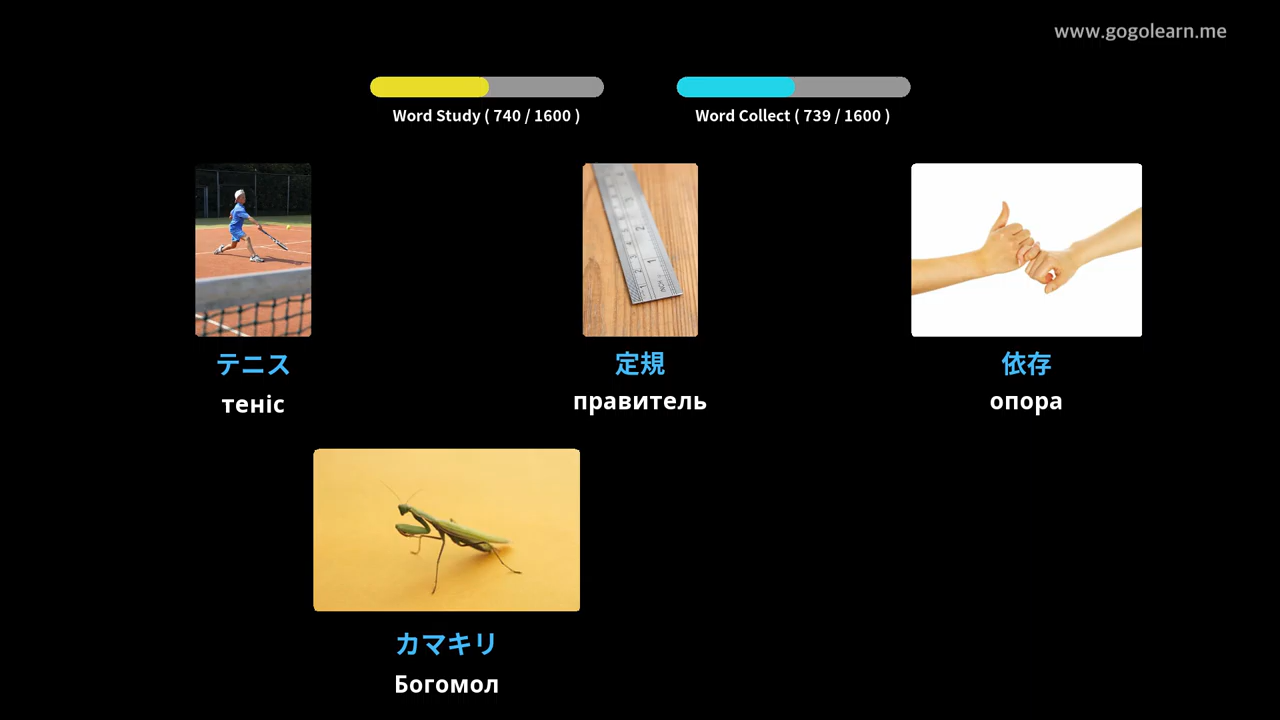 www.gogolearn.me
Word Study ( 740 / 1600 )
Word Collect ( 739 / 1600 )
テニス
теніс
定規
правитель
依存
опора
カマキリ
Богомол